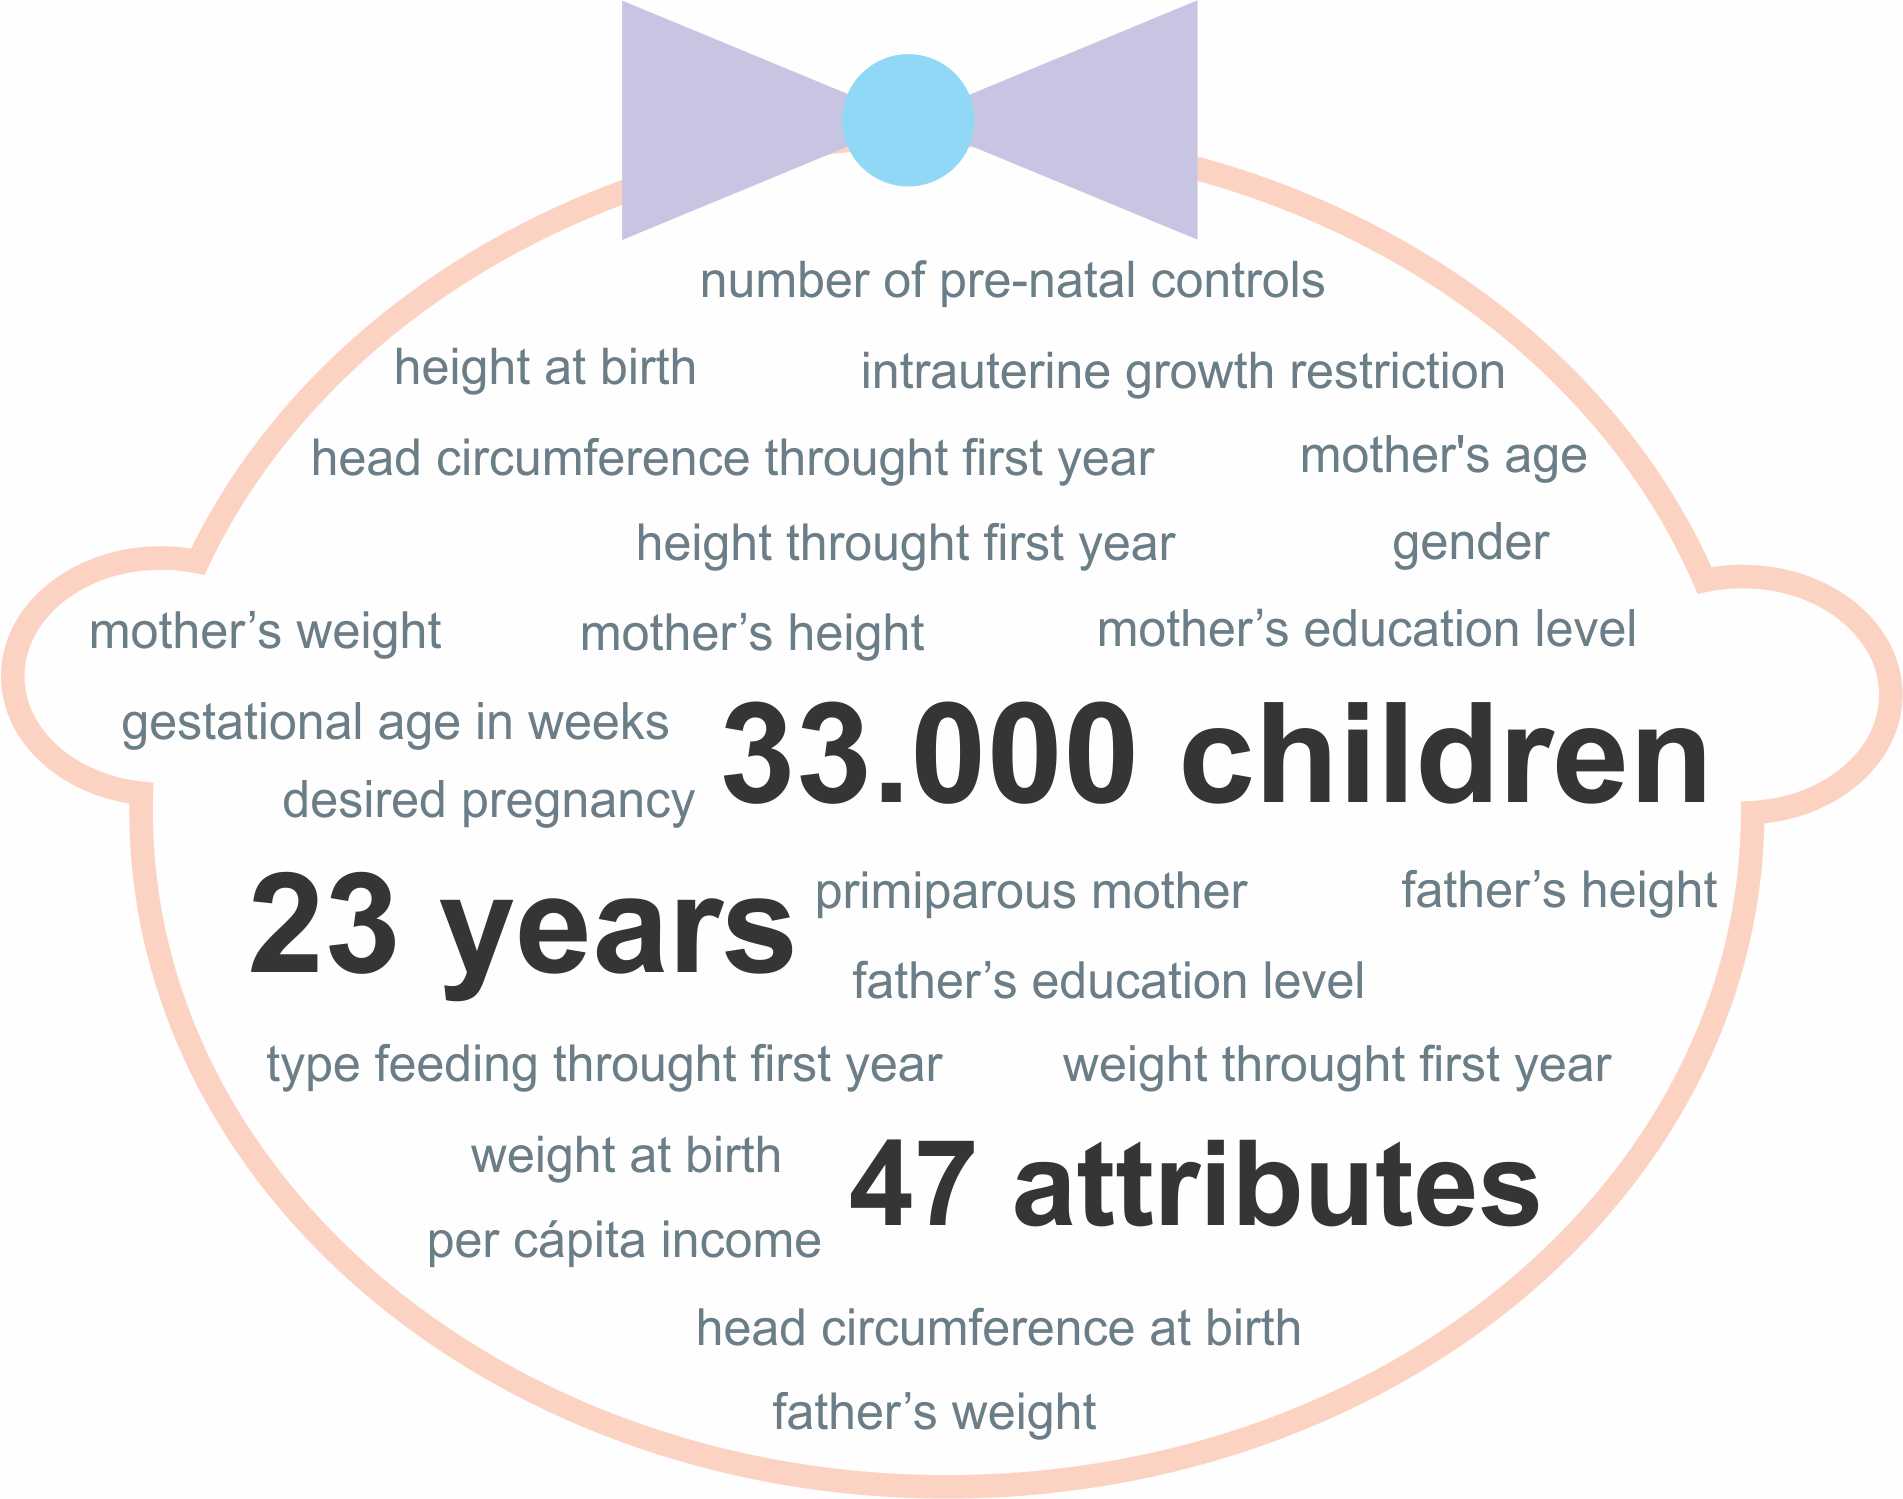 number of pre-natal controls
height at birth
intrauterine growth restriction
head circumference throught first year
mother's age
height throught first year
gender
mother’s weight
mother’s height
mother’s education level
gestational age in weeks
33.000 children
desired pregnancy
23 years
primiparous mother
father’s height
father’s education level
type feeding throught first year
weight throught first year
weight at birth
47 attributes
per cápita income
head circumference at birth
father’s weight